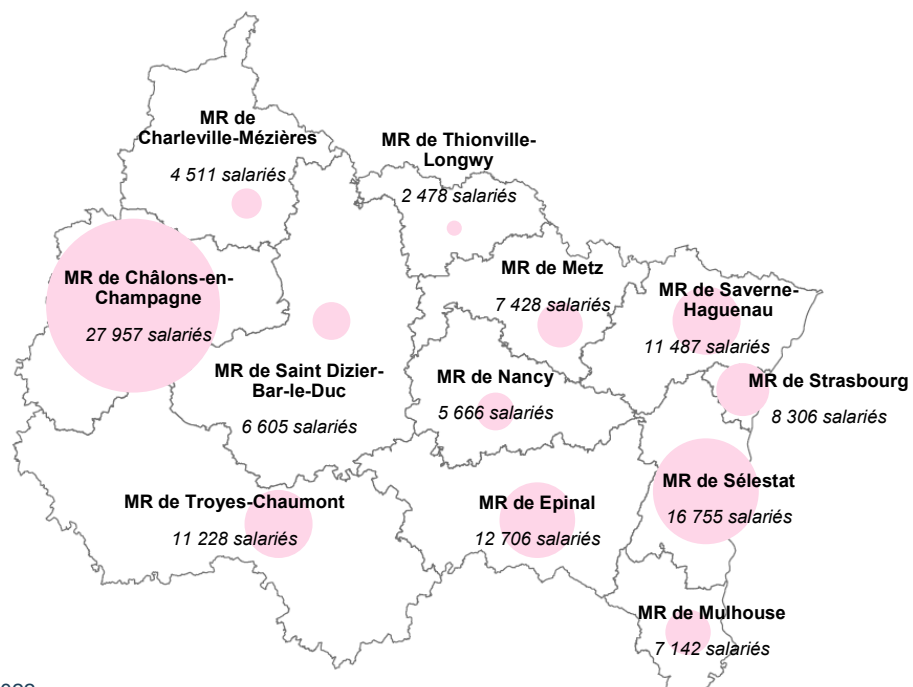 MR de
Charleville-Mézières
4 511 salariés
MR de Thionville-
Longwy
2 478 salariés
MR de Châlons-en-
Champagne
27 957 salariés
MR de Metz
7 428 salariés
MR de Saverne-
Haguenau
11 487 salariés
MR de Saint Dizier-
Bar-le-Duc
6 605 salariés
MR de Nancy
5 666 salariés
MR de Strasbourg
8 306 salariés
MR de Troyes-Chaumont
11 228 salariés
MR de Epinal
12 706 salariés
MR de Sélestat
16 755 salariés
MR de Mulhouse
7 142 salariés